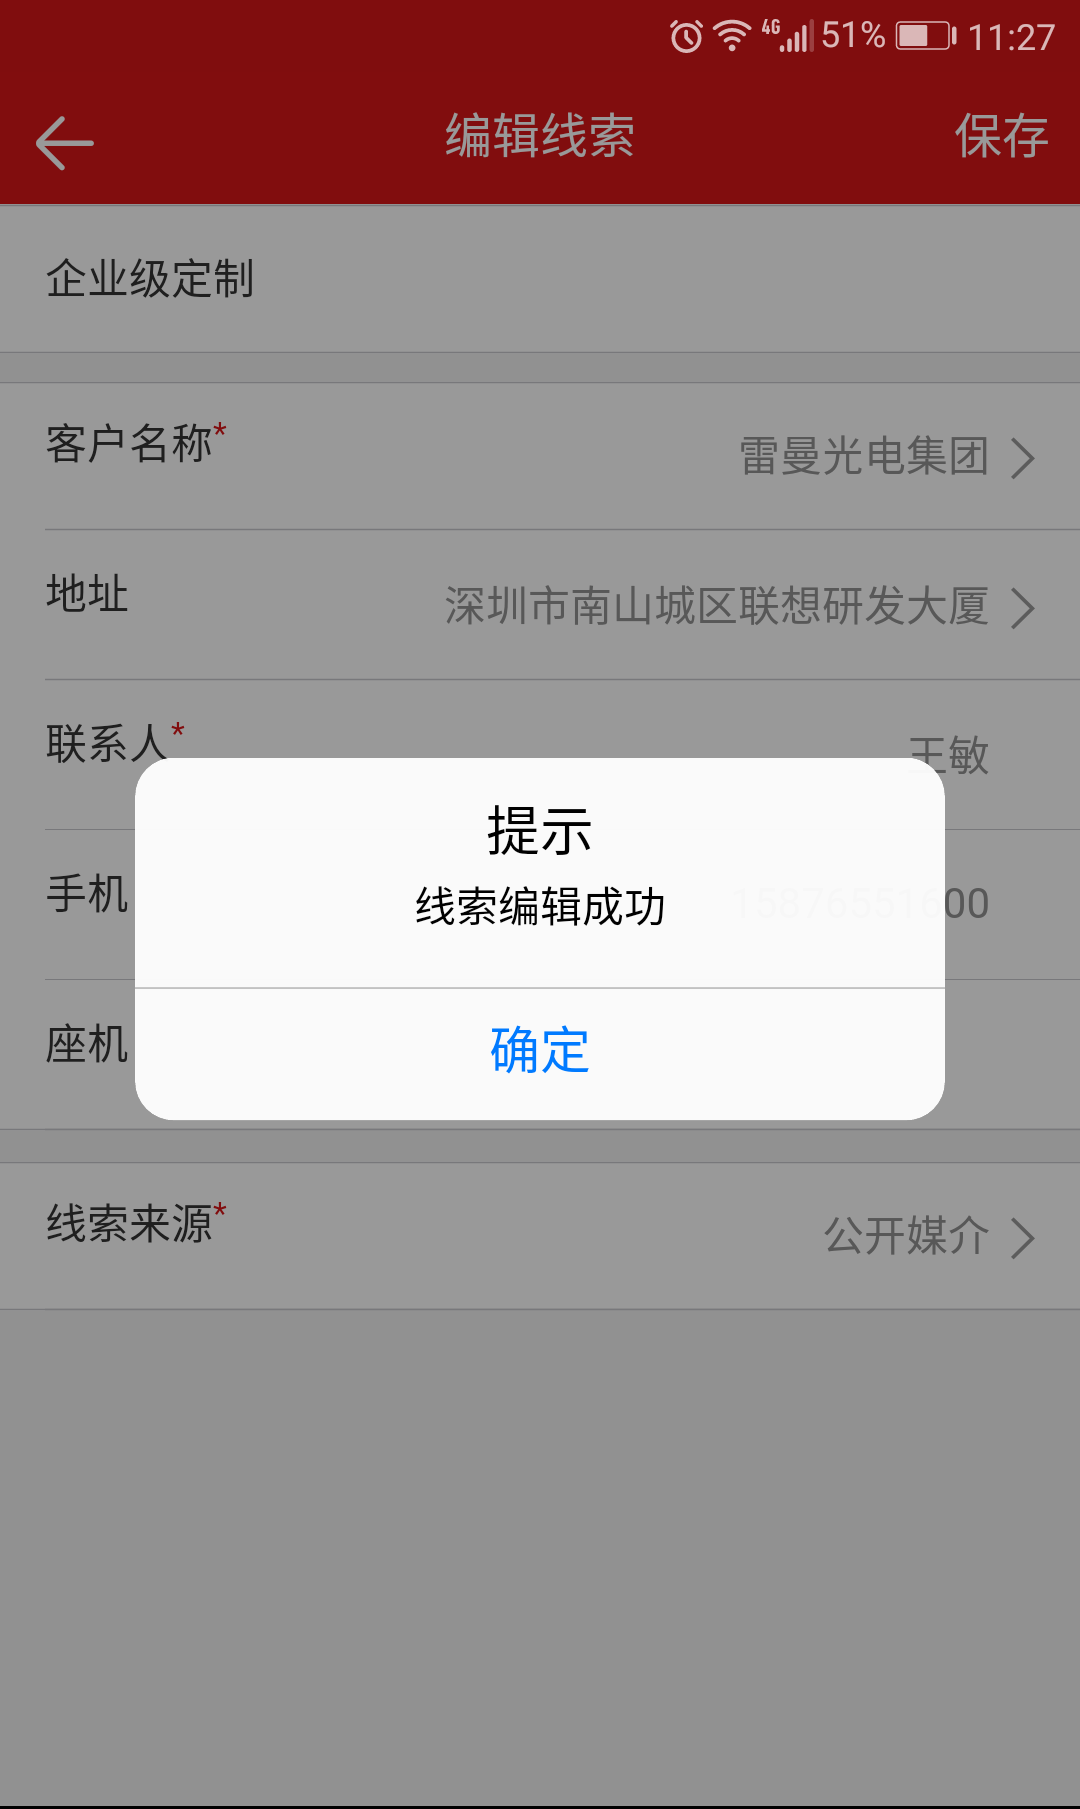 4G 51% 11:27
编辑线索 保存
企业级定制
客户名称* 雷曼光电集团
地址 深圳市南山城区联想研发大厦
联系人* 王敏
提示
手机 15876551600
线索编辑成功
座机
确定
线索来源* 公开媒介